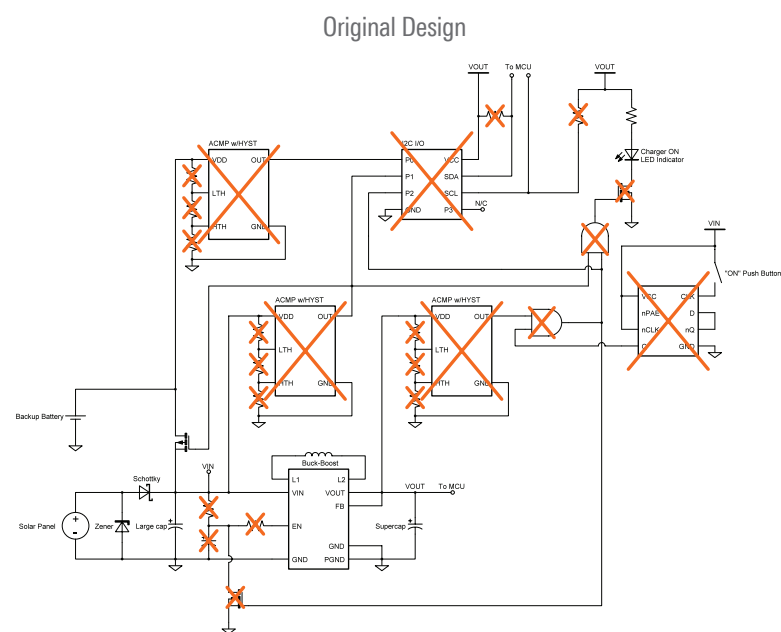 Original Design
VOUT
To MCU
VOUT
ACMP w/HYST
VDD
OUT
LTH
HTH
GND
I2C I/O
P0
VCC
P1
SDA
P2
SCL
GND
P3
N/C
Charger ON
LED Indicator
VIN
"ON" Push Button
VCC
CLK
nPAE
D
nCLK
nQ
Q
GND
ACMP w/HYST
VDD
OUT
LTH
HTH
GND
ACMP w/HYST
VDD
OUT
LTH
HTH
GND
Backup Battery
Schottky
VIN
Buck-Boost
L1
L2
VIN
VOUT
FB
EN
GND
GND
PGND
VOUT
To MCU
Solar Panel
Zener
Large cap
Supercap